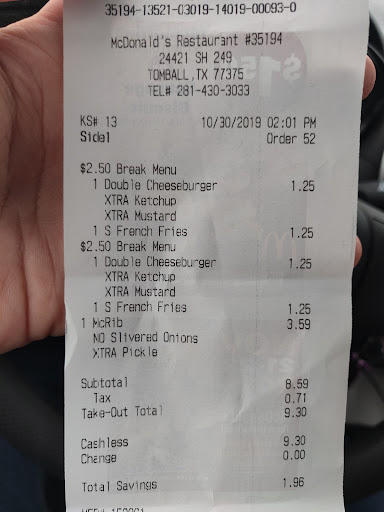 35194-13521-03019-14019-00093-0
McDonald's Restaurant #35194
24421 SH 249
TOMBALL,TX 77375
TEL# 281-430-3033
KS# 13 10/30/2019 02:01 PM
Side1 Order 52
$2.50 Break Menu
1 Double Cheeseburger 1.25
XTRA Ketchup
XTRA Mustard
1 S French Fries 1.25
$2.50 Break Menu
1 Double Cheeseburger 1.25
XTRA Ketchup
XTRA Mustard
1 S French Fries 1.25
1 McRib 3.59
NO Slivered Onions
XTRA Pickle
Subtotal 8.59
Tax 0.71
Take-Out Total 9.30
Cashless 9.30
Change 0.00
Total Savings 1.96